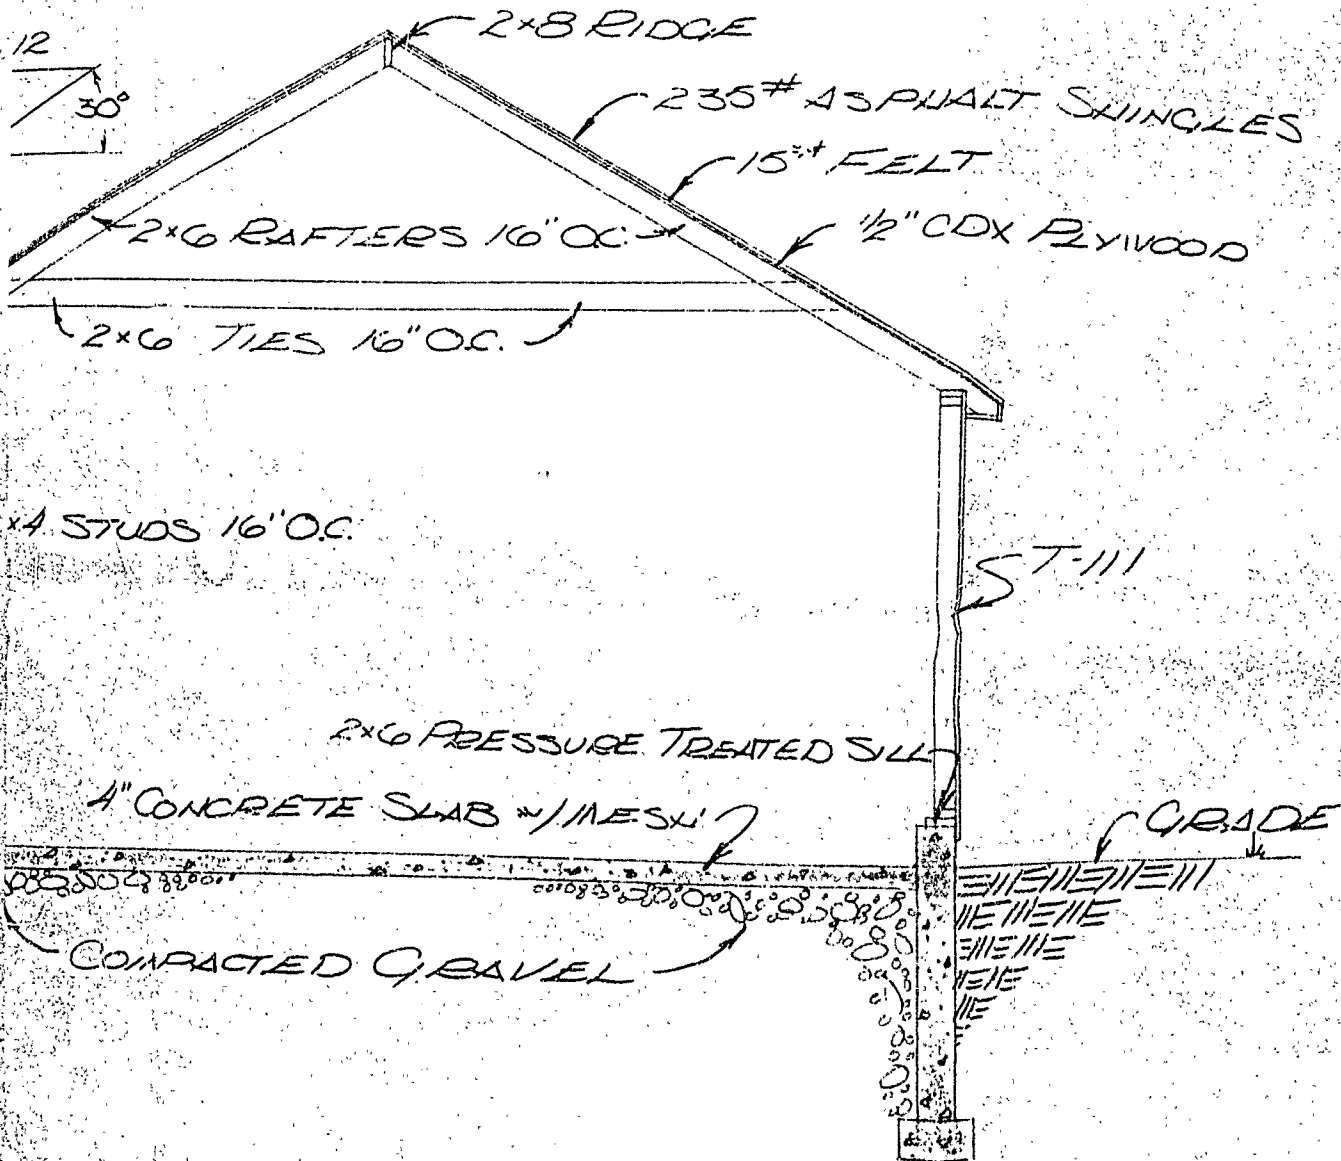 2×8 RIDGE
12
30°
235# ASPHALT SHINGLES
15# FELT
1/2" CDX PLYWOOD
2×6 RAFTERS 16" O.C.
2×6 TIES 16" O.C.
×4 STUDS 16" O.C.
T-111
2×6 PRESSURE TREATED SILL
4" CONCRETE SLAB W/MESH
GRADE
COMPACTED GRAVEL